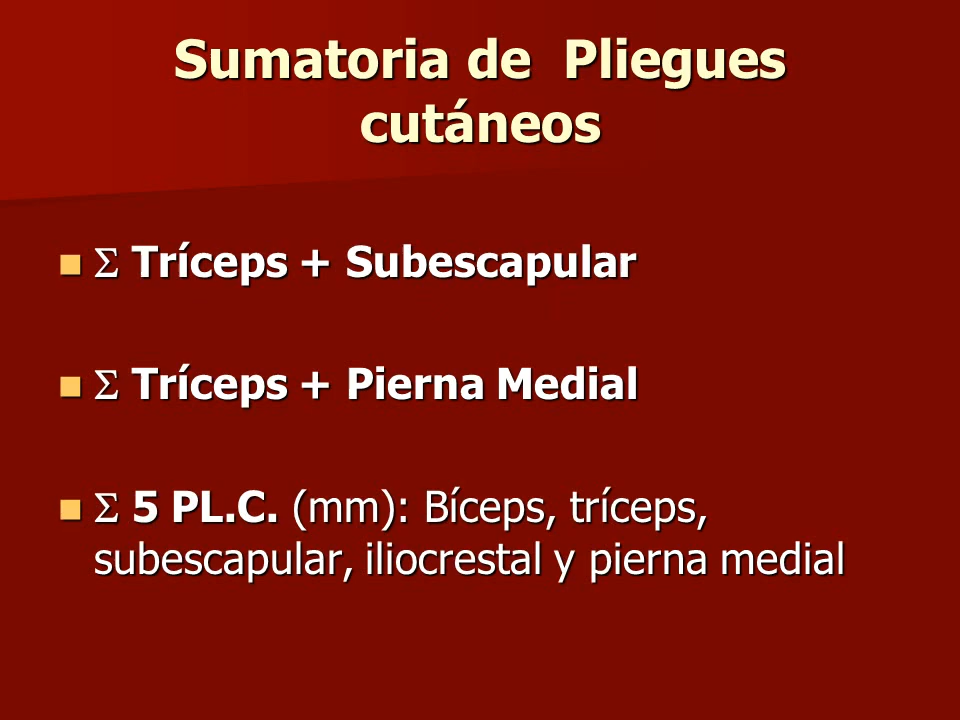 Sumatoria de Pliegues
cutáneos
Σ Tríceps + Subescapular
Σ Tríceps + Pierna Medial
Σ 5 PL.C. (mm): Bíceps, tríceps,
subescapular, iliocrestal y pierna medial